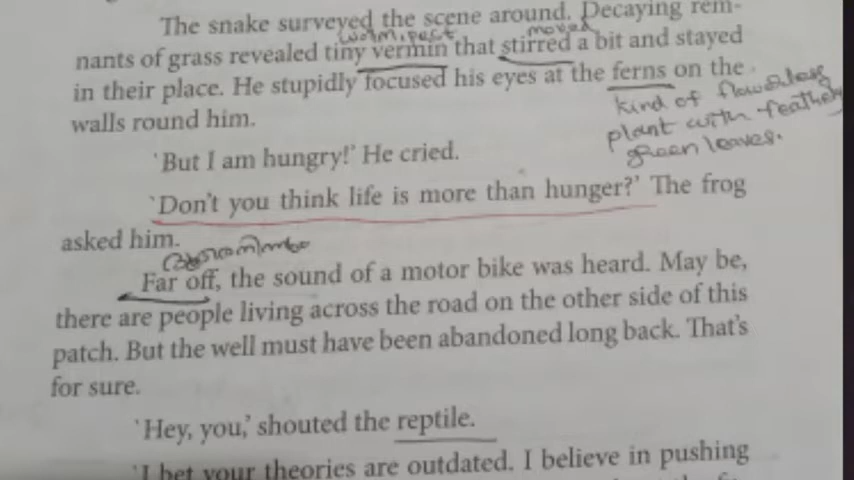 The snake surveyed the scene around. Decaying rem-
worm, pest moved
nants of grass revealed tiny vermin that stirred a bit and stayed
in their place. He stupidly focused his eyes at the ferns on the
walls round him.
kind of flowerless
plant with feathery
green leaves.
'But I am hungry!' He cried.
'Don't you think life is more than hunger?' The frog
asked him.
Far off, the sound of a motor bike was heard. May be,
there are people living across the road on the other side of this
patch. But the well must have been abandoned long back. That's
for sure.
'Hey, you,' shouted the reptile.
'I bet your theories are outdated. I believe in pushing